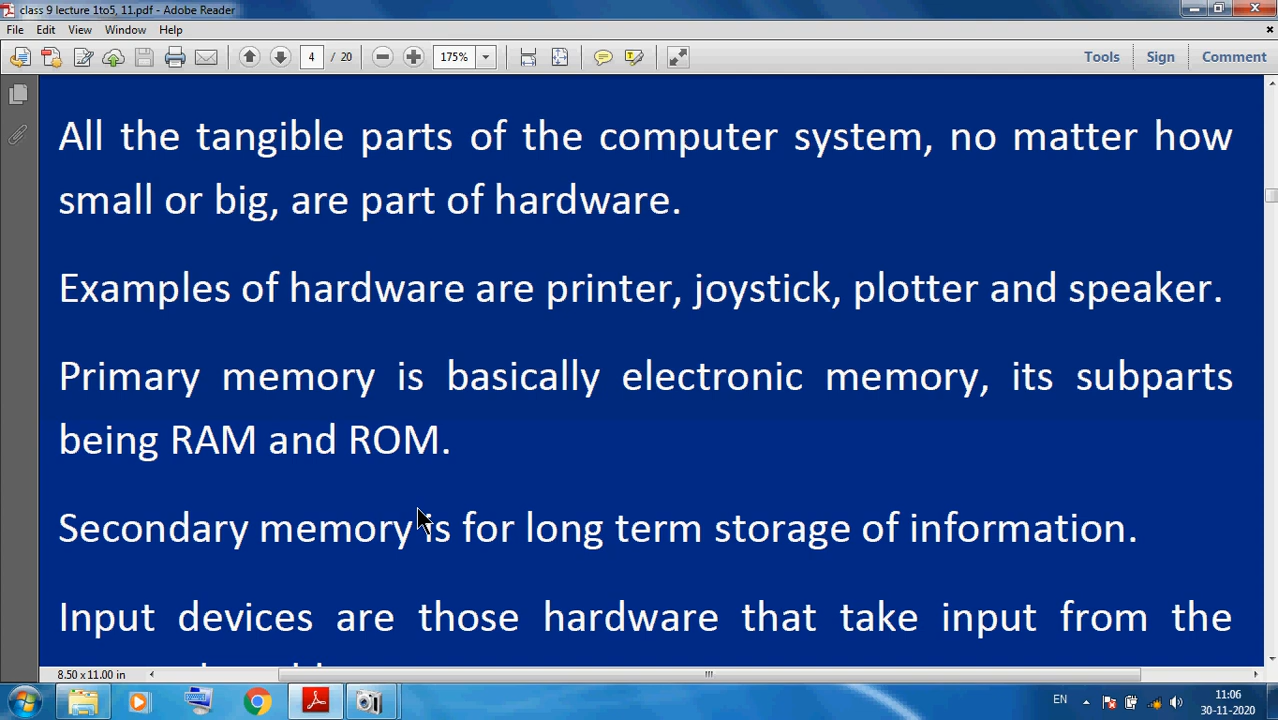 class 9 lecture 1to5, 11.pdf - Adobe Reader
File Edit View Window Help
4 / 20 175% Tools Sign Comment
All the tangible parts of the computer system, no matter how
small or big, are part of hardware.
Examples of hardware are printer, joystick, plotter and speaker.
Primary memory is basically electronic memory, its subparts
being RAM and ROM.
Secondary memory is for long term storage of information.
Input devices are those hardware that take input from the
8.50 x 11.00 in
EN 11:06
30-11-2020